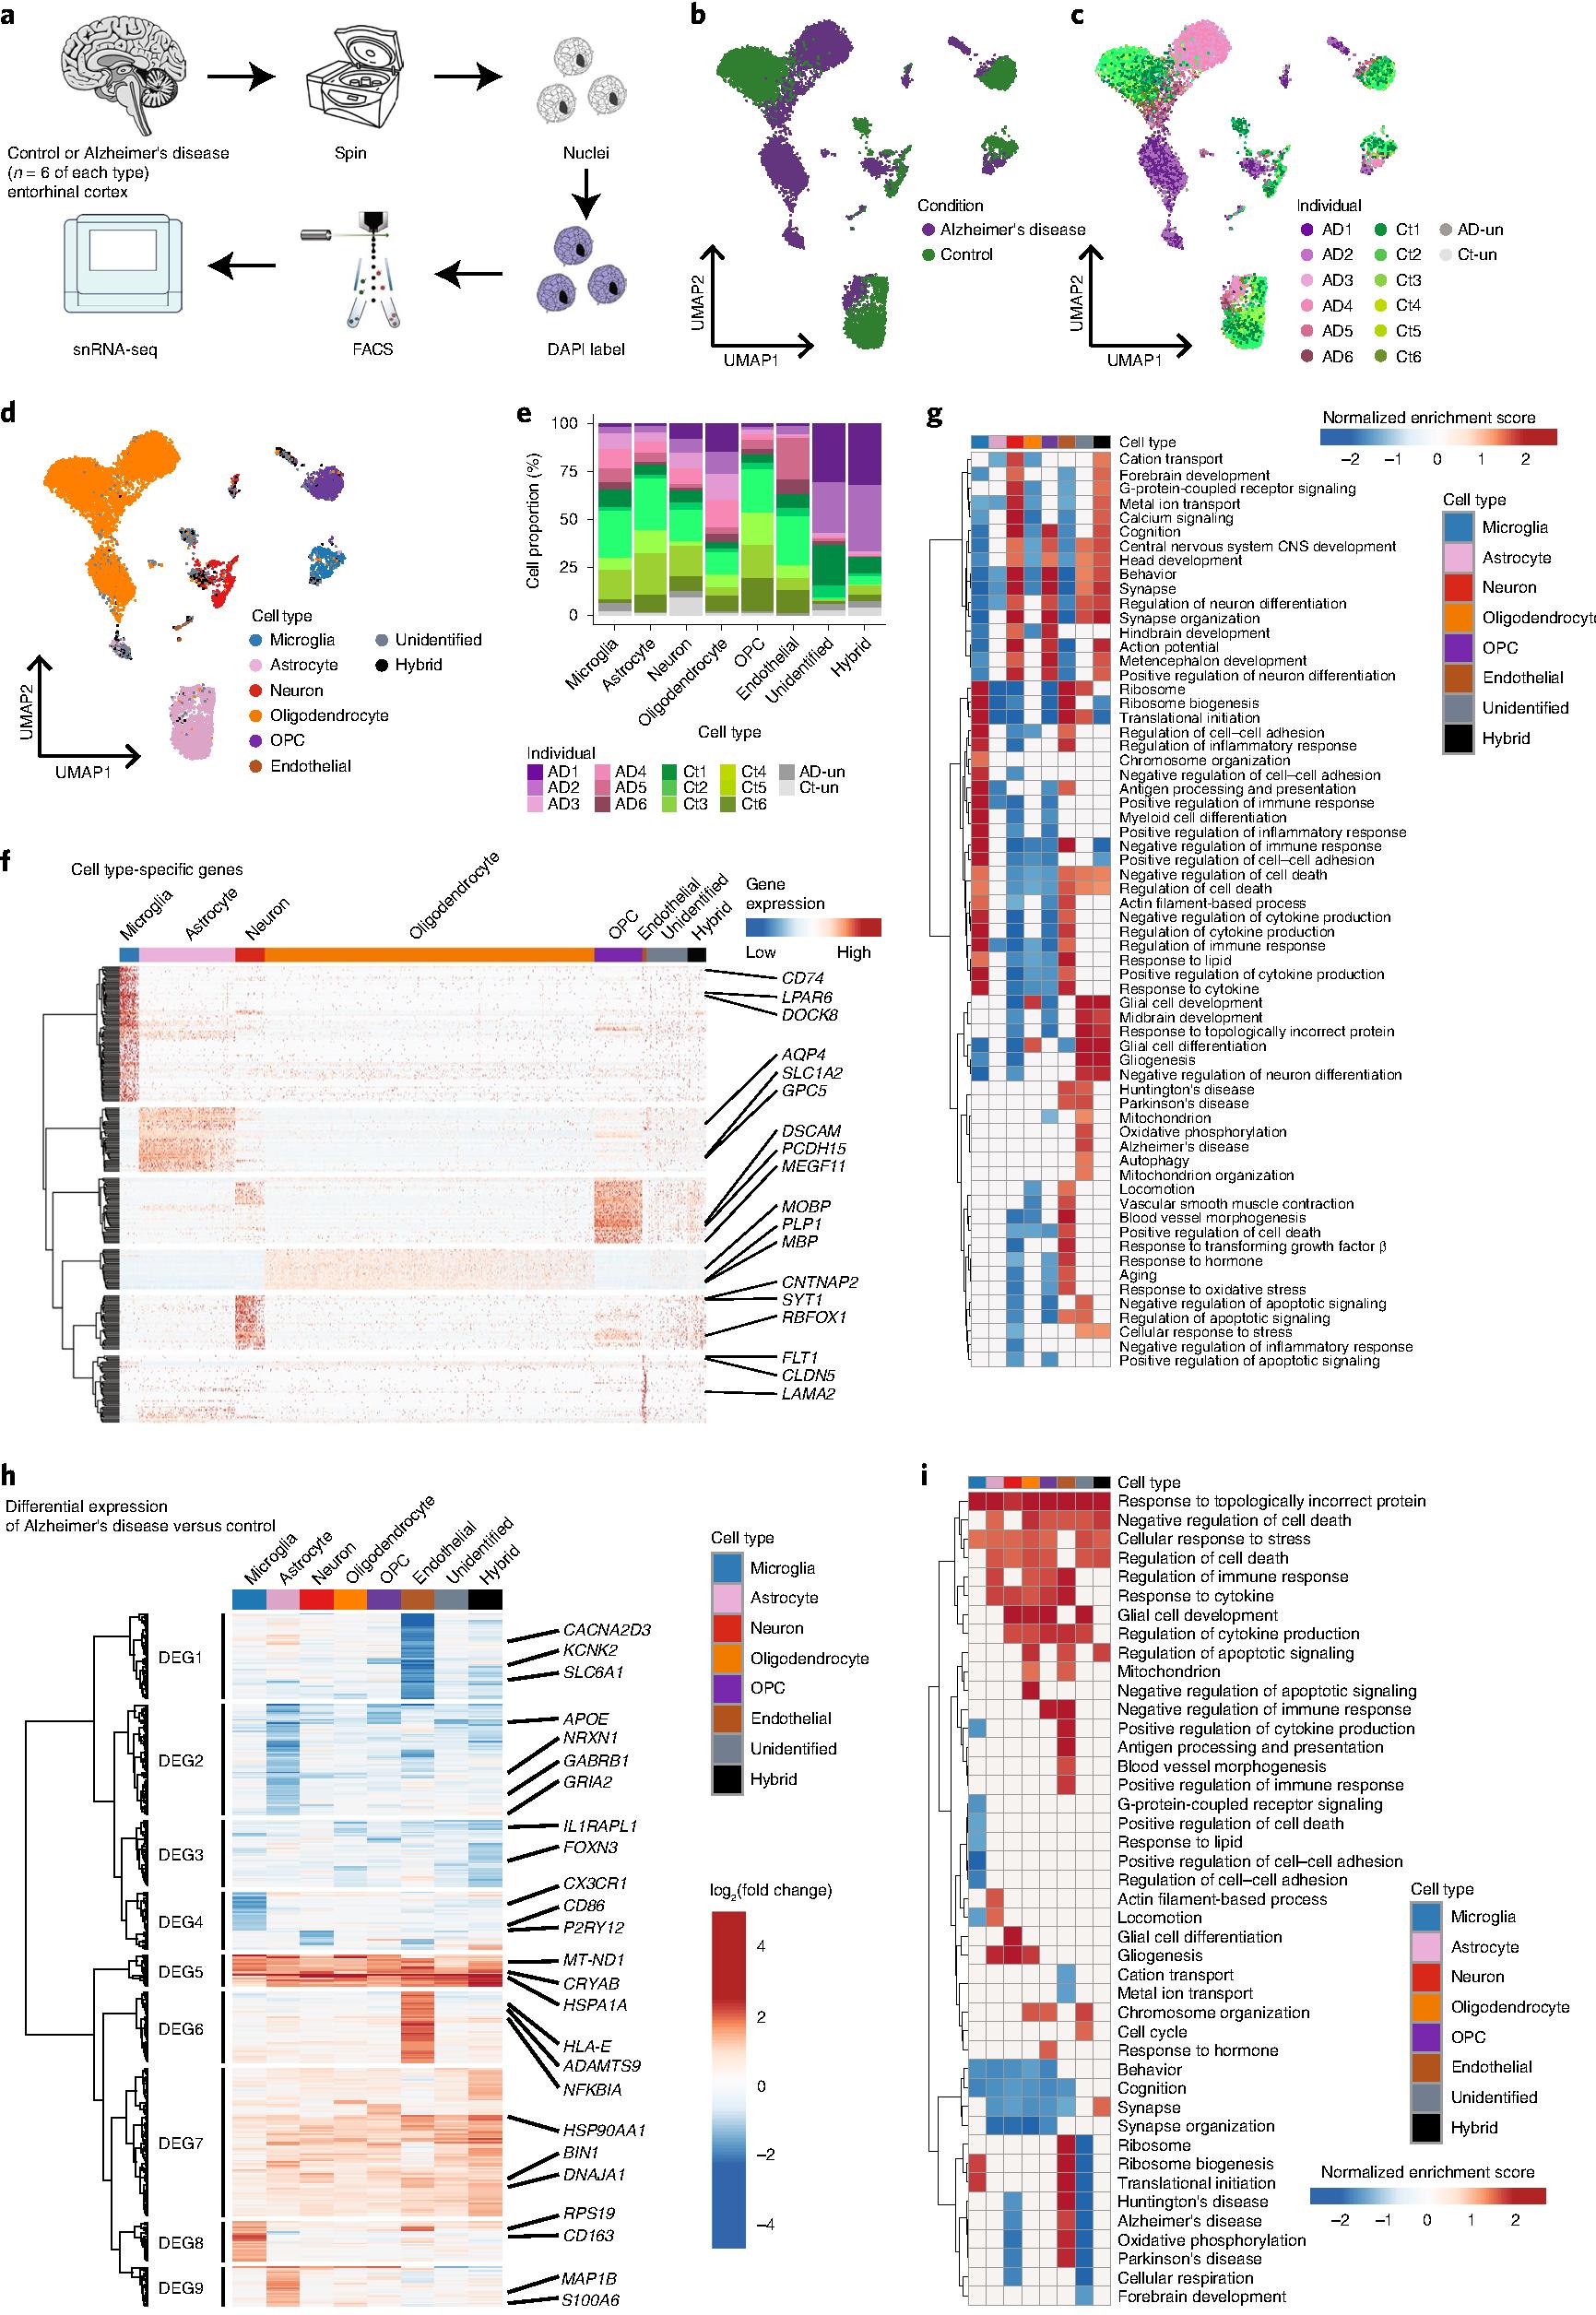 a
Control or Alzheimer's disease
(n = 6 of each type)
entorhinal cortex
Spin
Nuclei
snRNA-seq
FACS
DAPI label
b
Condition
Alzheimer's disease
Control
UMAP2
UMAP1
c
Individual
AD1
AD2
AD3
AD4
AD5
AD6
Ct1
Ct2
Ct3
Ct4
Ct5
Ct6
AD-un
Ct-un
UMAP2
UMAP1
d
Cell type
Microglia
Astrocyte
Neuron
Oligodendrocyte
OPC
Endothelial
Unidentified
Hybrid
UMAP2
UMAP1
e
Cell proportion (%)
100
75
50
25
0
Microglia
Astrocyte
Neuron
Oligodendrocyte
OPC
Endothelial
Unidentified
Hybrid
Cell type
Individual
AD1 AD4 Ct1 Ct4 AD-un
AD2 AD5 Ct2 Ct5 Ct-un
AD3 AD6 Ct3 Ct6
f
Cell type-specific genes
Microglia
Astrocyte
Neuron
Oligodendrocyte
OPC
Endothelial
Unidentified
Hybrid
Gene
expression
Low High
CD74
LPAR6
DOCK8
AQP4
SLC1A2
GPC5
DSCAM
PCDH15
MEGF11
MOBP
PLP1
MBP
CNTNAP2
SYT1
RBFOX1
FLT1
CLDN5
LAMA2
g
Normalized enrichment score
−2 −1 0 1 2
Cell type
Microglia
Astrocyte
Neuron
Oligodendrocyte
OPC
Endothelial
Unidentified
Hybrid
Cell type
Cation transport
Forebrain development
G-protein-coupled receptor signaling
Metal ion transport
Calcium signaling
Cognition
Central nervous system CNS development
Head development
Behavior
Synapse
Regulation of neuron differentiation
Synapse organization
Hindbrain development
Action potential
Metencephalon development
Positive regulation of neuron differentiation
Ribosome
Ribosome biogenesis
Translational initiation
Regulation of cell–cell adhesion
Regulation of inflammatory response
Chromosome organization
Negative regulation of cell–cell adhesion
Antigen processing and presentation
Positive regulation of immune response
Myeloid cell differentiation
Positive regulation of inflammatory response
Negative regulation of immune response
Positive regulation of cell–cell adhesion
Negative regulation of cell death
Regulation of cell death
Actin filament-based process
Negative regulation of cytokine production
Regulation of cytokine production
Regulation of immune response
Response to lipid
Positive regulation of cytokine production
Response to cytokine
Glial cell development
Midbrain development
Response to topologically incorrect protein
Glial cell differentiation
Gliogenesis
Negative regulation of neuron differentiation
Huntington's disease
Parkinson's disease
Mitochondrion
Oxidative phosphorylation
Alzheimer's disease
Autophagy
Mitochondrion organization
Locomotion
Vascular smooth muscle contraction
Blood vessel morphogenesis
Positive regulation of cell death
Response to transforming growth factor β
Response to hormone
Aging
Response to oxidative stress
Negative regulation of apoptotic signaling
Regulation of apoptotic signaling
Cellular response to stress
Negative regulation of inflammatory response
Positive regulation of apoptotic signaling
h
Differential expression
of Alzheimer's disease versus control
Microglia
Astrocyte
Neuron
Oligodendrocyte
OPC
Endothelial
Unidentified
Hybrid
DEG1
DEG2
DEG3
DEG4
DEG5
DEG6
DEG7
DEG8
DEG9
CACNA2D3
KCNK2
SLC6A1
APOE
NRXN1
GABRB1
GRIA2
IL1RAPL1
FOXN3
CX3CR1
CD86
P2RY12
MT-ND1
CRYAB
HSPA1A
HLA-E
ADAMTS9
NFKBIA
HSP90AA1
BIN1
DNAJA1
RPS19
CD163
MAP1B
S100A6
Cell type
Microglia
Astrocyte
Neuron
Oligodendrocyte
OPC
Endothelial
Unidentified
Hybrid
log2(fold change)
4
2
0
−2
−4
i
Cell type
Response to topologically incorrect protein
Negative regulation of cell death
Cellular response to stress
Regulation of cell death
Regulation of immune response
Response to cytokine
Glial cell development
Regulation of cytokine production
Regulation of apoptotic signaling
Mitochondrion
Negative regulation of apoptotic signaling
Negative regulation of immune response
Positive regulation of cytokine production
Antigen processing and presentation
Blood vessel morphogenesis
Positive regulation of immune response
G-protein-coupled receptor signaling
Positive regulation of cell death
Response to lipid
Positive regulation of cell–cell adhesion
Regulation of cell–cell adhesion
Actin filament-based process
Locomotion
Glial cell differentiation
Gliogenesis
Cation transport
Metal ion transport
Chromosome organization
Cell cycle
Response to hormone
Behavior
Cognition
Synapse
Synapse organization
Ribosome
Ribosome biogenesis
Translational initiation
Huntington's disease
Alzheimer's disease
Oxidative phosphorylation
Parkinson's disease
Cellular respiration
Forebrain development
Cell type
Microglia
Astrocyte
Neuron
Oligodendrocyte
OPC
Endothelial
Unidentified
Hybrid
Normalized enrichment score
−2 −1 0 1 2